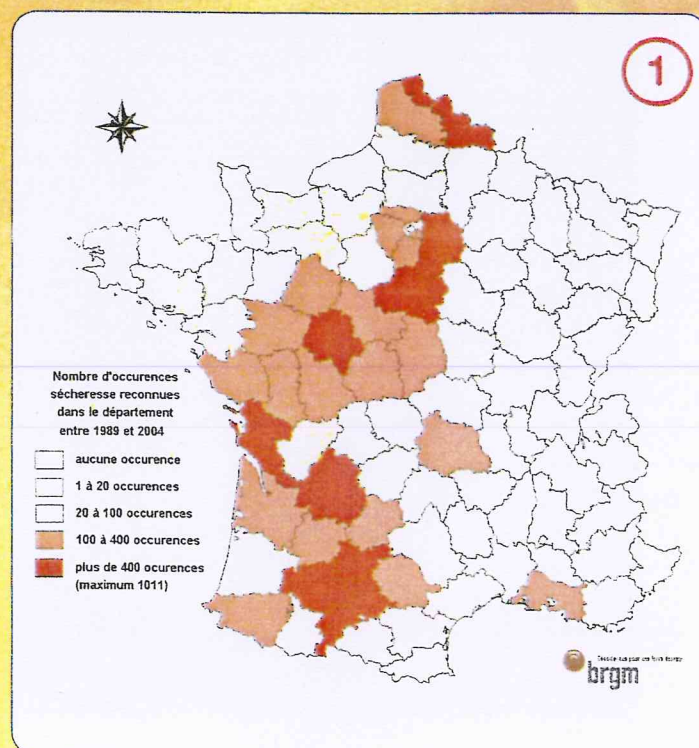 1
Nombre d'occurences
sécheresse reconnues
dans le département
entre 1989 et 2004
aucune occurence
1 à 20 occurences
20 à 100 occurences
100 à 400 occurences
plus de 400 ocurences
(maximum 1011)
brgm